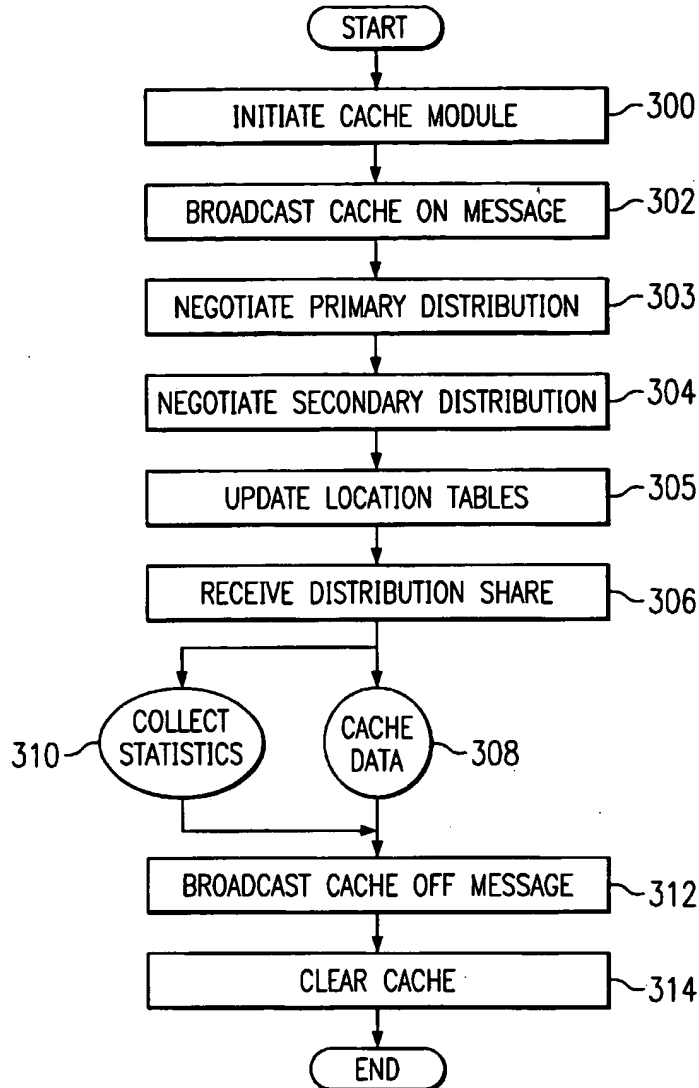 START
INITIATE CACHE MODULE
300
BROADCAST CACHE ON MESSAGE
302
NEGOTIATE PRIMARY DISTRIBUTION
303
NEGOTIATE SECONDARY DISTRIBUTION
304
UPDATE LOCATION TABLES
305
RECEIVE DISTRIBUTION SHARE
306
310
COLLECT
STATISTICS
CACHE
DATA
308
BROADCAST CACHE OFF MESSAGE
312
CLEAR CACHE
314
END